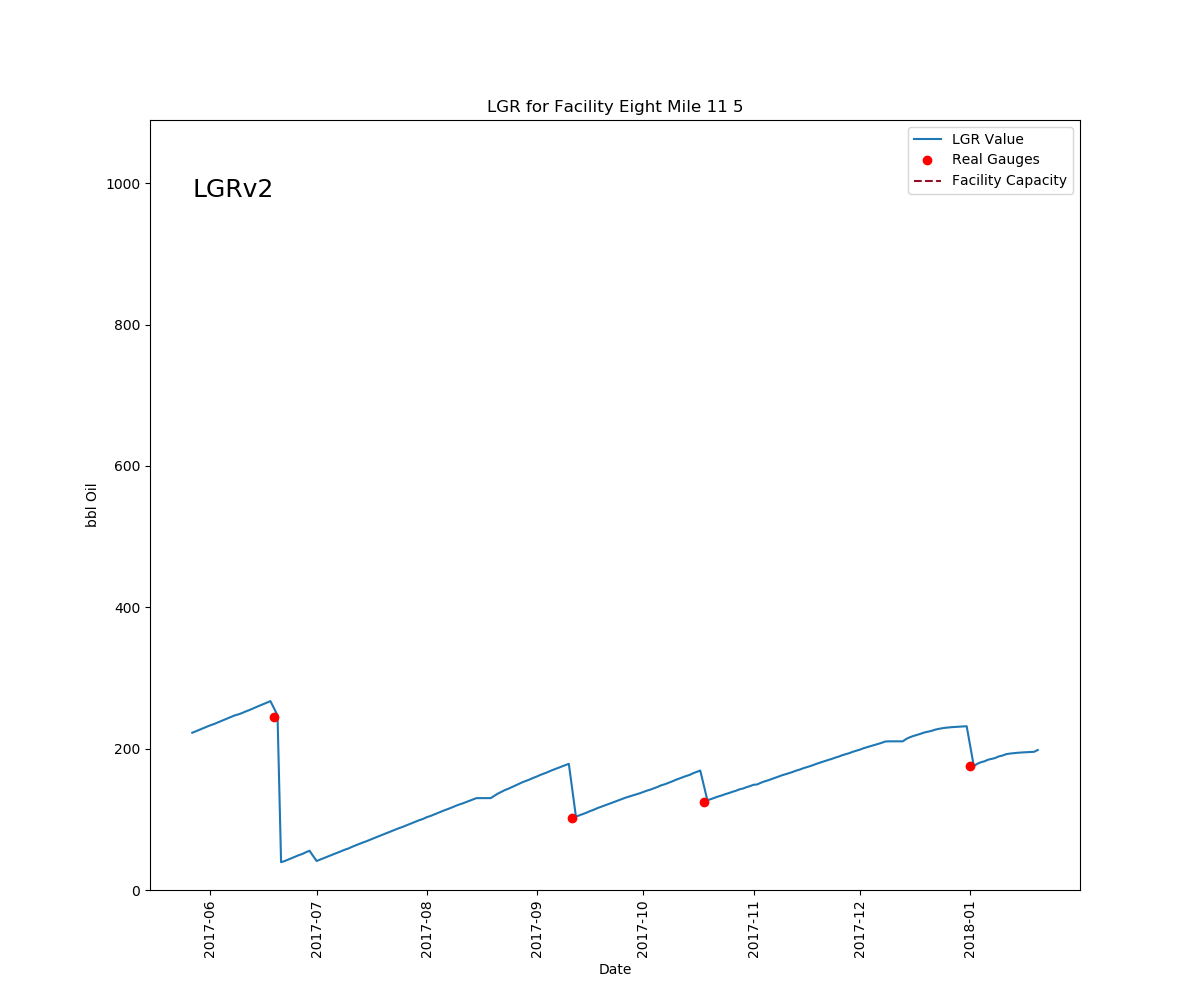 LGR for Facility Eight Mile 11 5
LGRv2
LGR Value
Real Gauges
Facility Capacity
bbl Oil
1000
800
600
400
200
0
2017-06
2017-07
2017-08
2017-09
2017-10
2017-11
2017-12
2018-01
Date